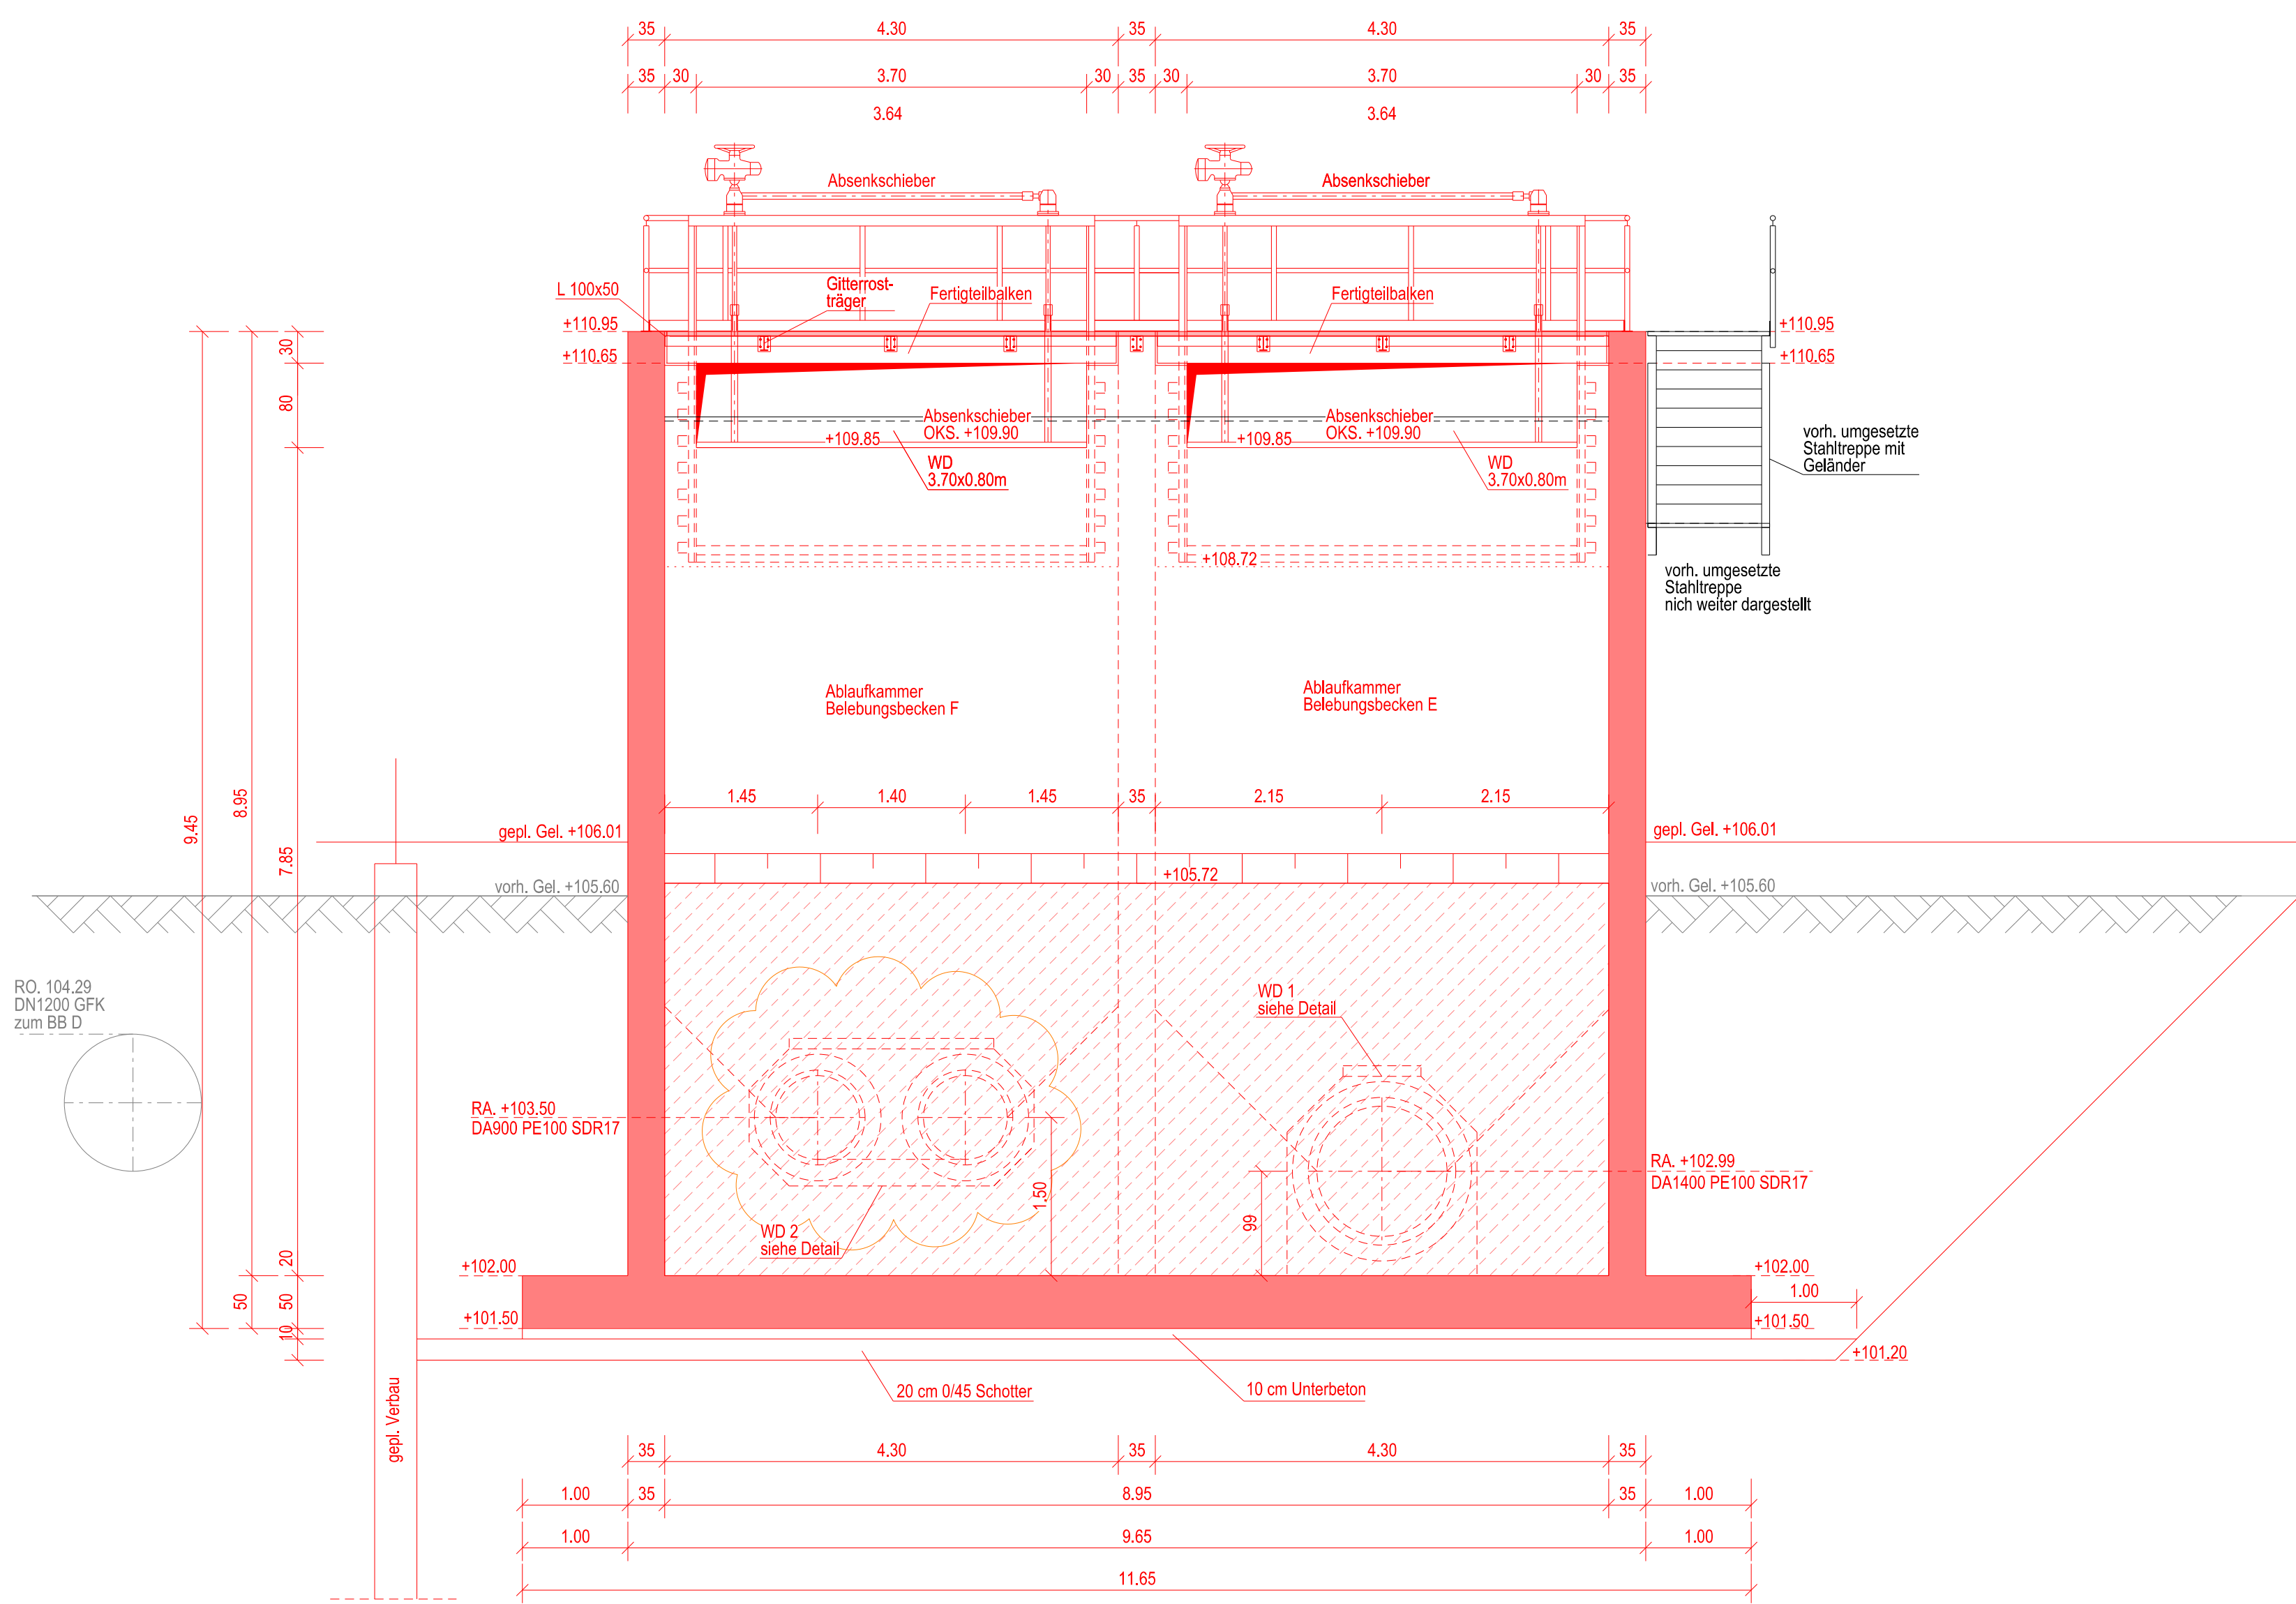 35 4.30 35 4.30 35
35 30 3.70 30 35 30 3.70 30 35
3.64 3.64
Absenkschieber
Absenkschieber
L 100x50
Gitterrost-
träger
Fertigteilbalken
Fertigteilbalken
+110.95
+110.65
+110.95
+110.65
30
80
Absenkschieber
OKS. +109.90
+109.85
WD
3.70x0.80m
Absenkschieber
OKS. +109.90
+109.85
WD
3.70x0.80m
vorh. umgesetzte
Stahltreppe mit
Geländer
+108.72
vorh. umgesetzte
Stahltreppe
nich weiter dargestellt
Ablaufkammer
Belebungsbecken F
Ablaufkammer
Belebungsbecken E
9.45
8.95
7.85
1.45 1.40 1.45 35 2.15 2.15
gepl. Gel. +106.01
gepl. Gel. +106.01
+105.72
vorh. Gel. +105.60
vorh. Gel. +105.60
RO. 104.29
DN1200 GFK
zum BB D
WD 1
siehe Detail
RA. +103.50
DA900 PE100 SDR17
RA. +102.99
DA1400 PE100 SDR17
1.50
99
WD 2
siehe Detail
20
50
50
10
+102.00
+101.50
+102.00
1.00
+101.50
+101.20
20 cm 0/45 Schotter
10 cm Unterbeton
gepl. Verbau
35 4.30 35 4.30 35
1.00 35 8.95 35 1.00
1.00 9.65 1.00
11.65